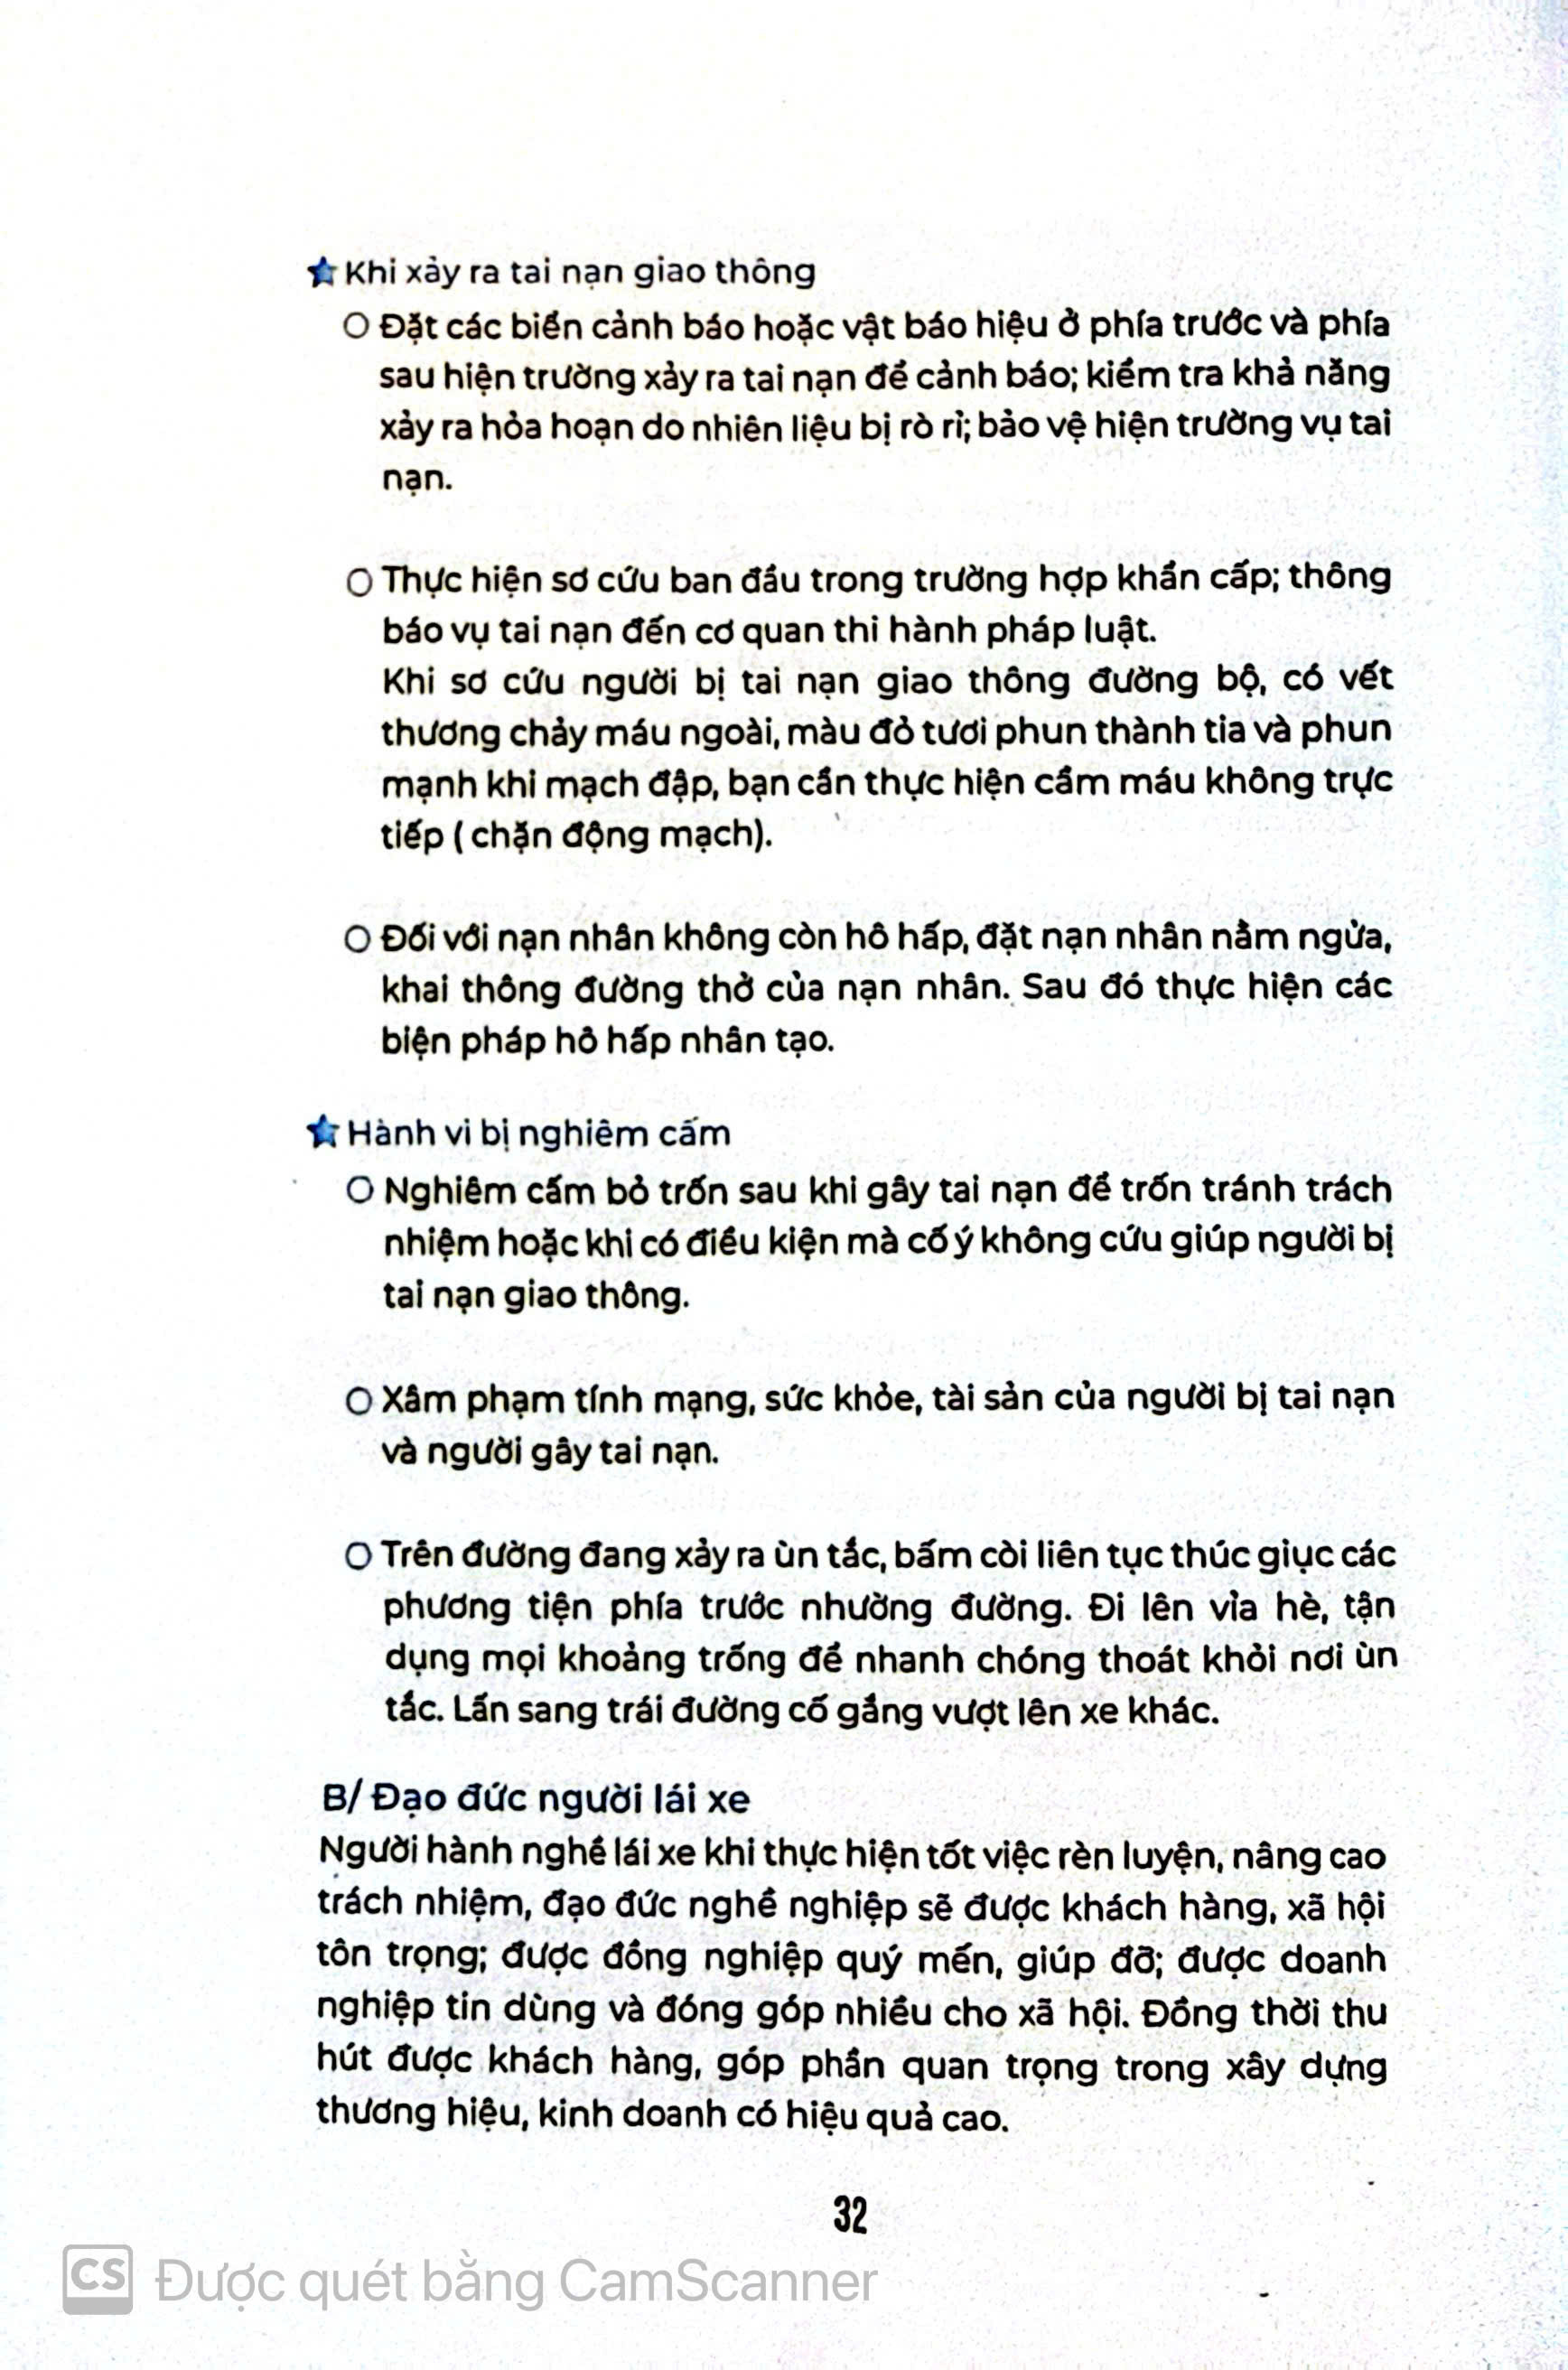 Khi xảy ra tai nạn giao thông
Đặt các biển cảnh báo hoặc vật báo hiệu ở phía trước và phía
sau hiện trường xảy ra tai nạn để cảnh báo; kiểm tra khả năng
xảy ra hỏa hoạn do nhiên liệu bị rò rỉ; bảo vệ hiện trường vụ tai
nạn.
Thực hiện sơ cứu ban đầu trong trường hợp khẩn cấp; thông
báo vụ tai nạn đến cơ quan thi hành pháp luật.
Khi sơ cứu người bị tai nạn giao thông đường bộ, có vết
thương chảy máu ngoài, màu đỏ tươi phun thành tia và phun
mạnh khi mạch đập, bạn cần thực hiện cầm máu không trực
tiếp ( chặn động mạch).
Đối với nạn nhân không còn hô hấp, đặt nạn nhân nằm ngửa,
khai thông đường thở của nạn nhân. Sau đó thực hiện các
biện pháp hô hấp nhân tạo.
Hành vi bị nghiêm cấm
Nghiêm cấm bỏ trốn sau khi gây tai nạn để trốn tránh trách
nhiệm hoặc khi có điều kiện mà cố ý không cứu giúp người bị
tai nạn giao thông.
Xâm phạm tính mạng, sức khỏe, tài sản của người bị tai nạn
và người gây tai nạn.
Trên đường đang xảy ra ùn tắc, bấm còi liên tục thúc giục các
phương tiện phía trước nhường đường. Đi lên vỉa hè, tận
dụng mọi khoảng trống để nhanh chóng thoát khỏi nơi ùn
tắc. Lấn sang trái đường cố gắng vượt lên xe khác.
B/ Đạo đức người lái xe
Người hành nghề lái xe khi thực hiện tốt việc rèn luyện, nâng cao
trách nhiệm, đạo đức nghề nghiệp sẽ được khách hàng, xã hội
tôn trọng; được đồng nghiệp quý mến, giúp đỡ; được doanh
nghiệp tin dùng và đóng góp nhiều cho xã hội. Đồng thời thu
hút được khách hàng, góp phần quan trọng trong xây dựng
thương hiệu, kinh doanh có hiệu quả cao.
32
CS Được quét bằng CamScanner